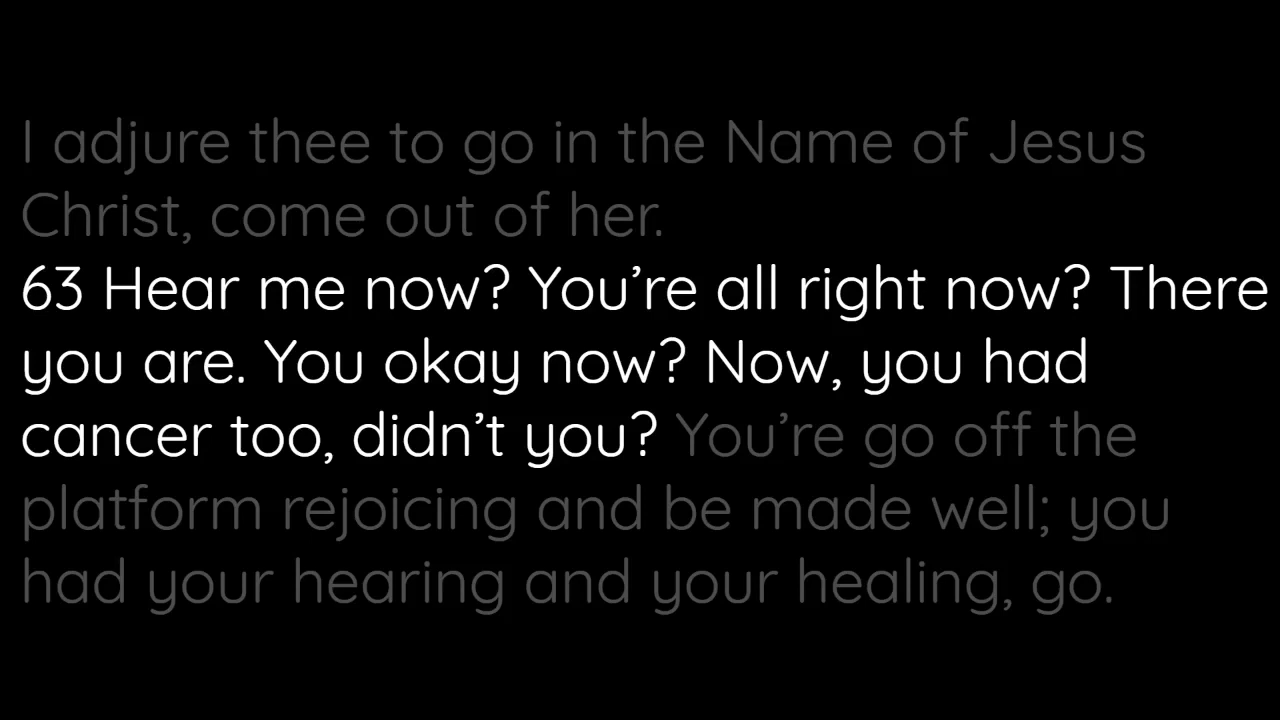 I adjure thee to go in the Name of Jesus
Christ, come out of her.
63 Hear me now? You’re all right now? There
you are. You okay now? Now, you had
cancer too, didn’t you? You’re go off the
platform rejoicing and be made well; you
had your hearing and your healing, go.